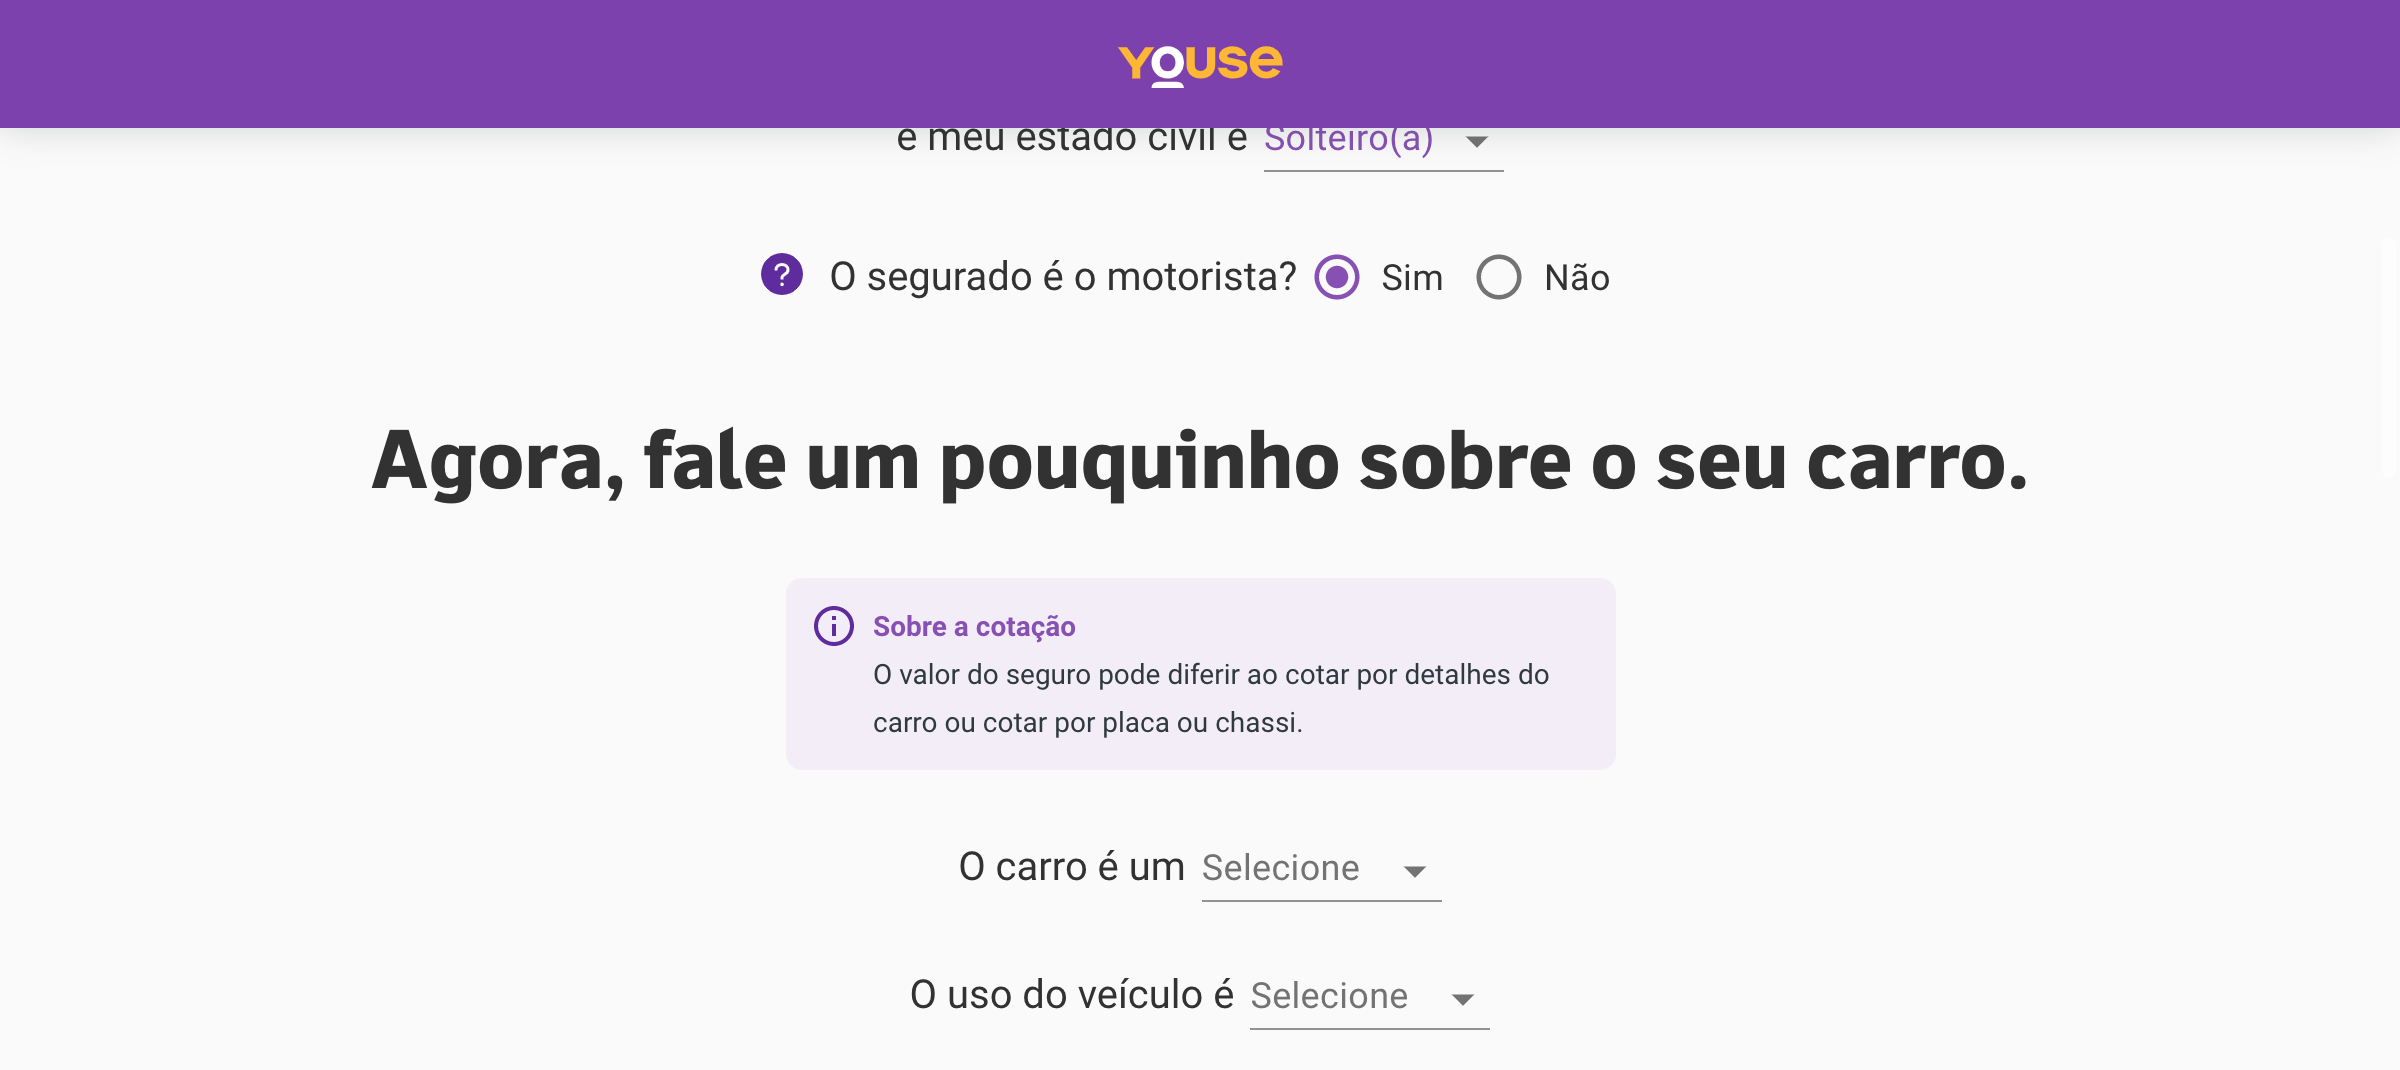 Youse
e meu estado civil é Solteiro(a)
? O segurado é o motorista? Sim Não
Agora, fale um pouquinho sobre o seu carro.
Sobre a cotação
O valor do seguro pode diferir ao cotar por detalhes do
carro ou cotar por placa ou chassi.
O carro é um Selecione
O uso do veículo é Selecione